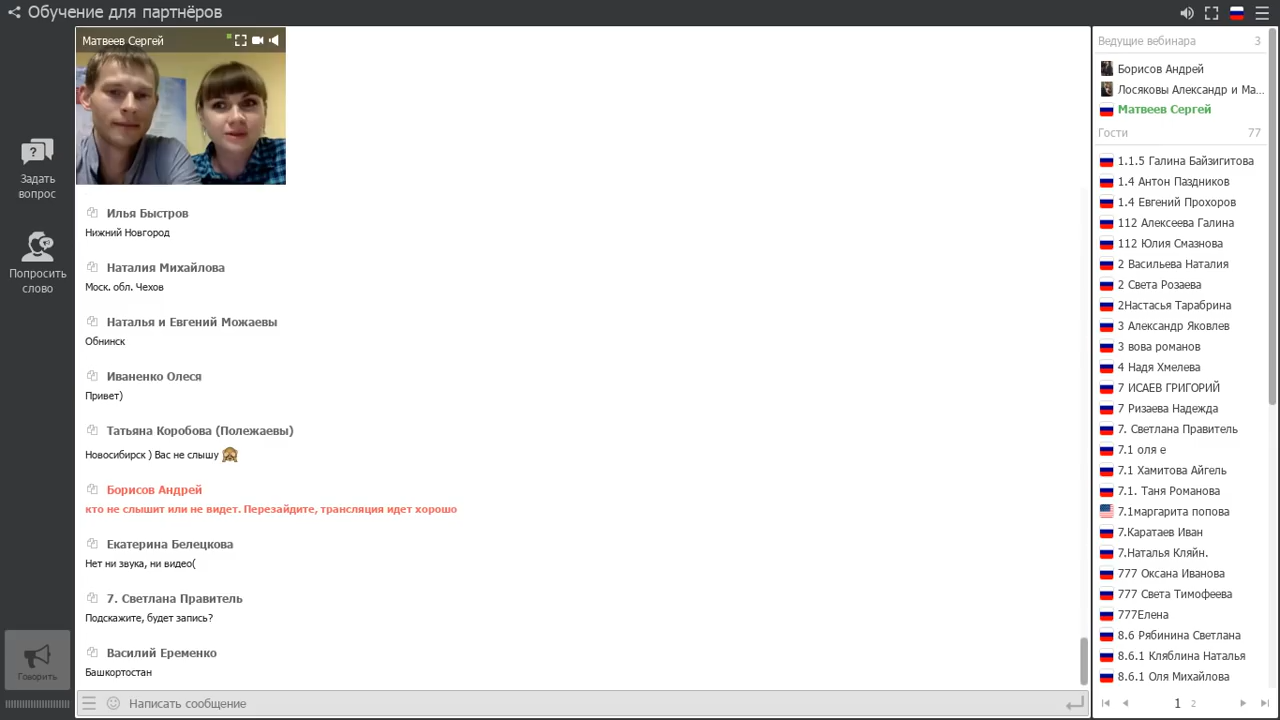 Обучение для партнёров
Матвеев Сергей
Задать
вопрос
Попросить
слово
Говорить
Илья Быстров
Нижний Новгород
Наталия Михайлова
Моск. обл. Чехов
Наталья и Евгений Можаевы
Обнинск
Иваненко Олеся
Привет)
Татьяна Коробова (Полежаевы)
Новосибирск ) Вас не слышу
Борисов Андрей
кто не слышит или не видит. Перезайдите, трансляция идет хорошо
Екатерина Белецкова
Нет ни звука, ни видео(
7. Светлана Правитель
Подскажите, будет запись?
Василий Еременко
Башкортостан
Написать сообщение
Ведущие вебинара 3
Борисов Андрей
Лосяковы Александр и Ма...
Матвеев Сергей
Гости 77
1.1.5 Галина Байзигитова
1.4 Антон Паздников
1.4 Евгений Прохоров
112 Алексеева Галина
112 Юлия Смазнова
2 Васильева Наталия
2 Света Розаева
2Настасья Тарабрина
3 Александр Яковлев
3 вова романов
4 Надя Хмелева
7 ИСАЕВ ГРИГОРИЙ
7 Ризаева Надежда
7. Светлана Правитель
7.1 оля е
7.1 Хамитова Айгель
7.1. Таня Романова
7.1маргарита попова
7.Каратаев Иван
7.Наталья Кляйн.
777 Оксана Иванова
777 Света Тимофеева
777Елена
8.6 Рябинина Светлана
8.6.1 Кляблина Наталья
8.6.1 Оля Михайлова
1 2